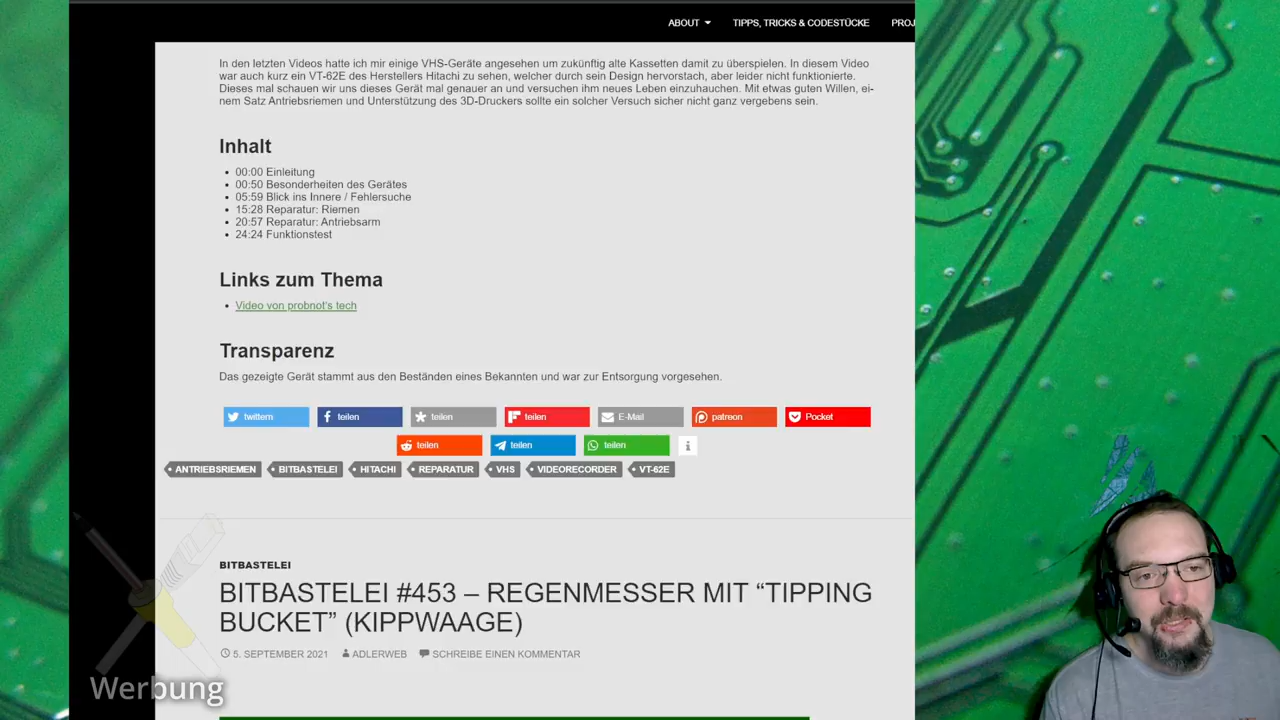 ABOUT
TIPPS, TRICKS & CODESTÜCKE
PROJ
In den letzten Videos hatte ich mir einige VHS-Geräte angesehen um zukünftig alte Kassetten damit zu überspielen. In diesem Video
war auch kurz ein VT-62E des Herstellers Hitachi zu sehen, welcher durch sein Design hervorstach, aber leider nicht funktionierte.
Dieses mal schauen wir uns dieses Gerät mal genauer an und versuchen ihm neues Leben einzuhauchen. Mit etwas guten Willen, ei-
nem Satz Antriebsriemen und Unterstützung des 3D-Druckers sollte ein solcher Versuch sicher nicht ganz vergebens sein.
Inhalt
00:00 Einleitung
00:50 Besonderheiten des Gerätes
05:59 Blick ins Innere / Fehlersuche
15:28 Reparatur: Riemen
20:57 Reparatur: Antriebsarm
24:24 Funktionstest
Links zum Thema
Video von probnot's tech
Transparenz
Das gezeigte Gerät stammt aus den Beständen eines Bekannten und war zur Entsorgung vorgesehen.
twittern
teilen
teilen
teilen
E-Mail
patreon
Pocket
teilen
teilen
teilen
ANTRIEBSRIEMEN
BITBASTELEI
HITACHI
REPARATUR
VHS
VIDEORECORDER
VT-62E
BITBASTELEI
BITBASTELEI #453 – REGENMESSER MIT “TIPPING
BUCKET” (KIPPWAAGE)
5. SEPTEMBER 2021
ADLERWEB
SCHREIBE EINEN KOMMENTAR
Werbung